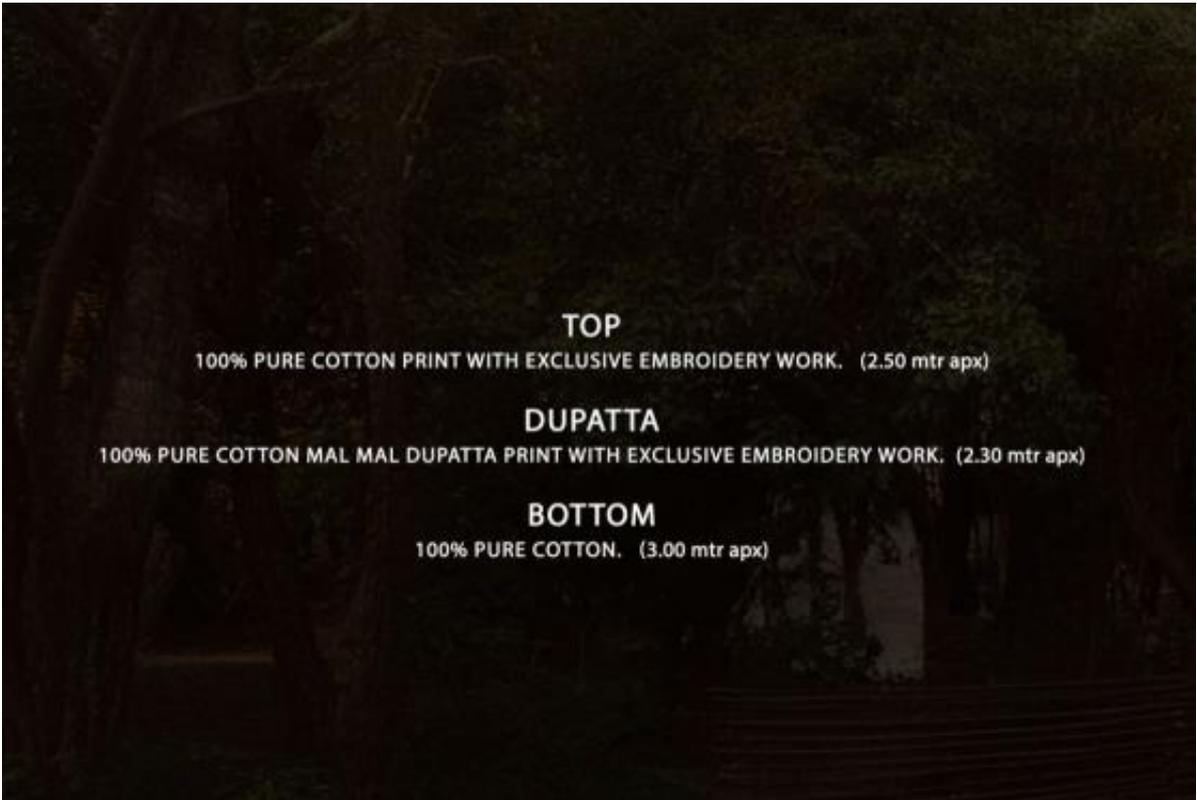 TOP
100% PURE COTTON PRINT WITH EXCLUSIVE EMBROIDERY WORK. (2.50 mtr apx)
DUPATTA
100% PURE COTTON MAL MAL DUPATTA PRINT WITH EXCLUSIVE EMBROIDERY WORK. (2.30 mtr apx)
BOTTOM
100% PURE COTTON. (3.00 mtr apx)